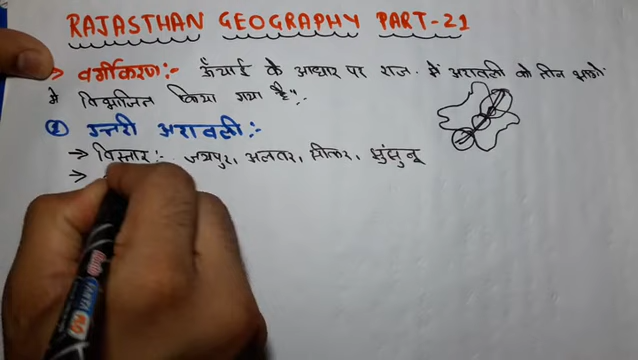 RAJASTHAN GEOGRAPHY PART-21
→ वर्गीकरण:- ऊँचाई के आधार पर राज. में अरावली को तीन भागों
मे विभाजित किया गया है:-
① उत्तरी अरावली:-
→ विस्तार:- जयपुर, अलवर, सीकर, झुंझुनू
→